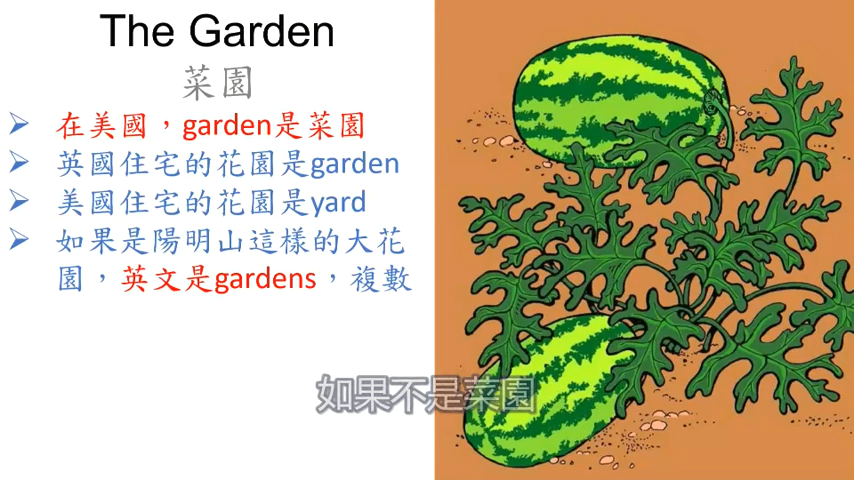 The Garden
菜園
➢ 在美國，garden是菜園
➢ 英國住宅的花園是garden
➢ 美國住宅的花園是yard
➢ 如果是陽明山這樣的大花
園，英文是gardens，複數
如果不是菜園